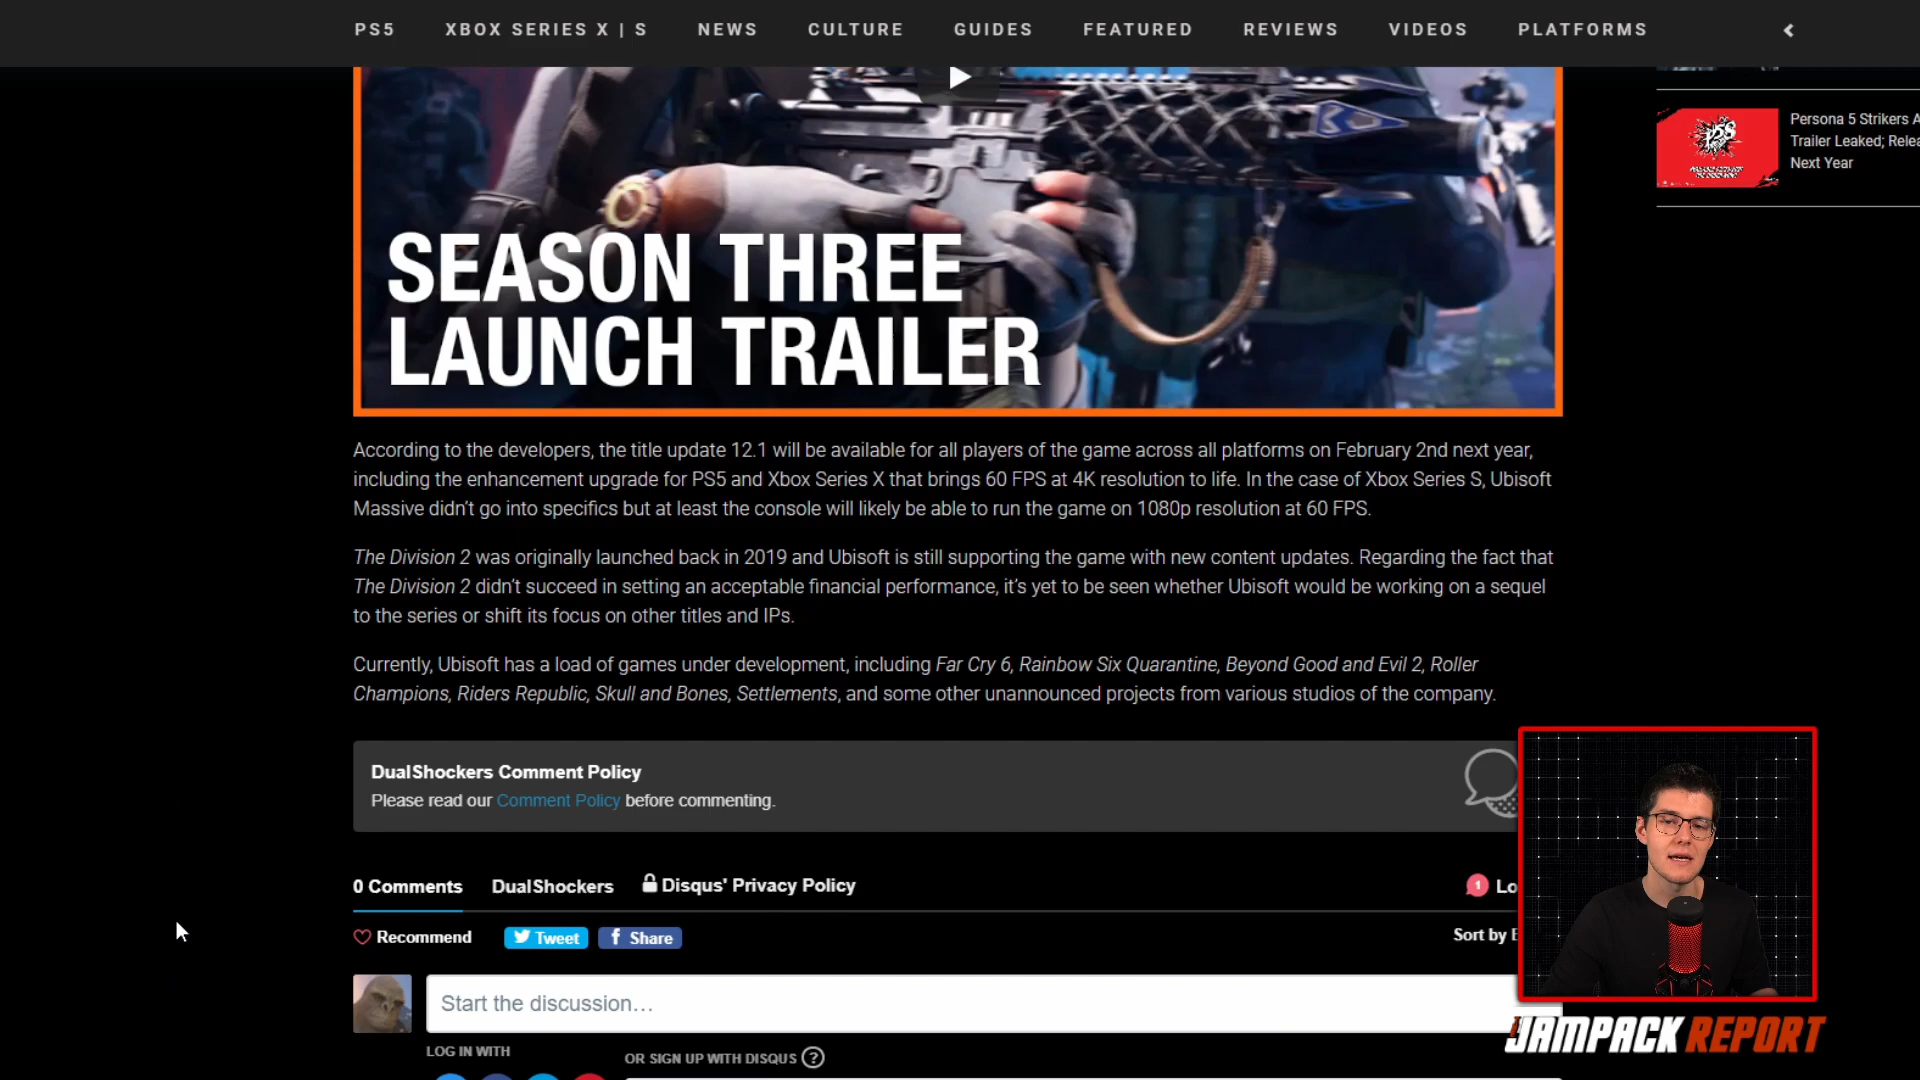 PS5 XBOX SERIES X | S NEWS CULTURE GUIDES FEATURED REVIEWS VIDEOS PLATFORMS
SEASON THREE
LAUNCH TRAILER
Persona 5 Strikers A
Trailer Leaked; Relea
Next Year
According to the developers, the title update 12.1 will be available for all players of the game across all platforms on February 2nd next year,
including the enhancement upgrade for PS5 and Xbox Series X that brings 60 FPS at 4K resolution to life. In the case of Xbox Series S, Ubisoft
Massive didn't go into specifics but at least the console will likely be able to run the game on 1080p resolution at 60 FPS.
The Division 2 was originally launched back in 2019 and Ubisoft is still supporting the game with new content updates. Regarding the fact that
The Division 2 didn't succeed in setting an acceptable financial performance, it's yet to be seen whether Ubisoft would be working on a sequel
to the series or shift its focus on other titles and IPs.
Currently, Ubisoft has a load of games under development, including Far Cry 6, Rainbow Six Quarantine, Beyond Good and Evil 2, Roller
Champions, Riders Republic, Skull and Bones, Settlements, and some other unannounced projects from various studios of the company.
DualShockers Comment Policy
Please read our Comment Policy before commenting.
0 Comments DualShockers Disqus' Privacy Policy 1 Lo
Recommend Tweet f Share Sort by B
Start the discussion...
LOG IN WITH
OR SIGN UP WITH DISQUS ?
JAMPACK REPORT